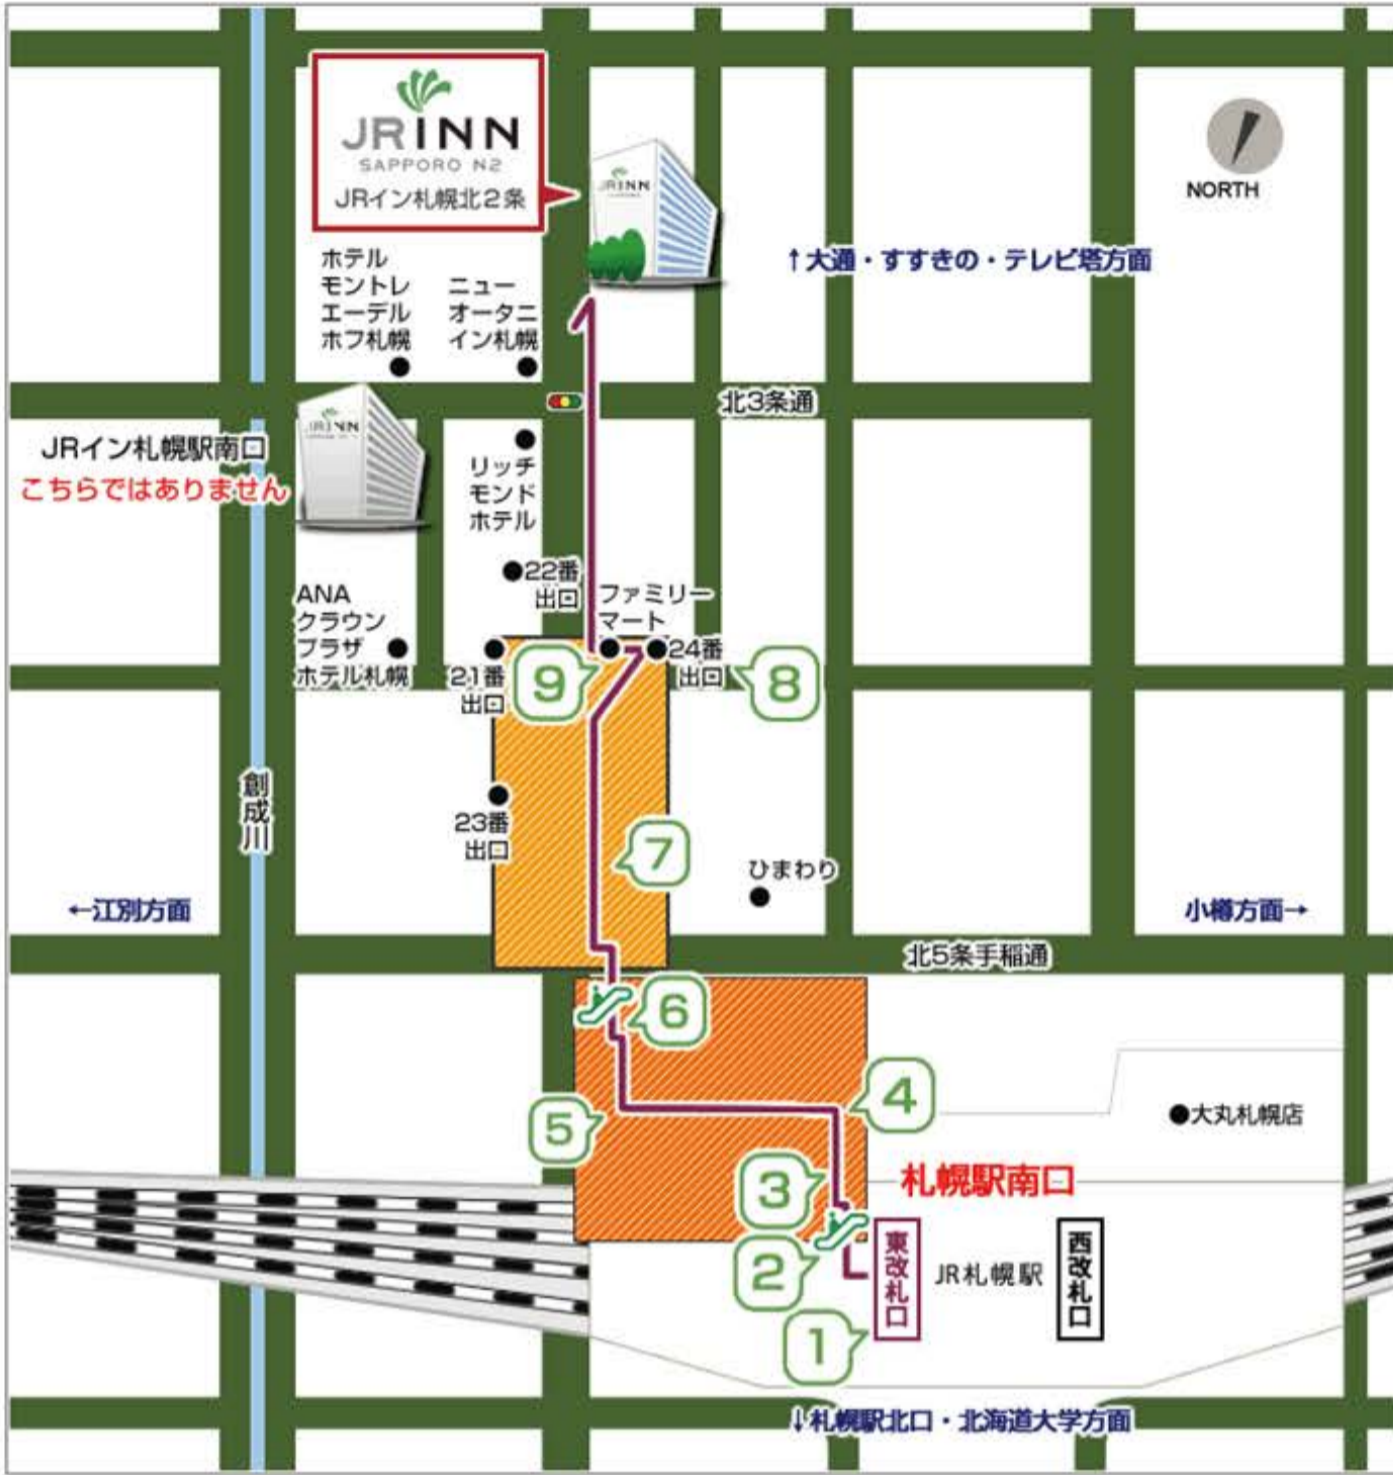 JRINN
SAPPORO N2
JRイン札幌北2条
JRINN
NORTH
↑大通・すすきの・テレビ塔方面
ホテル
モントレ
エーデル
ホフ札幌
ニュー
オータニ
イン札幌
北3条通
JRINN
JRイン札幌駅南口
こちらではありません
リッチ
モンド
ホテル
22番
出口
ファミリー
マート
ANA
クラウン
プラザ
ホテル札幌
21番
出口
9
24番
出口
8
創成川
23番
出口
7
ひまわり
←江別方面
小樽方面→
北5条手稲通
6
4
5
大丸札幌店
3
札幌駅南口
2
東改札口
JR札幌駅
西改札口
1
↓札幌駅北口・北海道大学方面